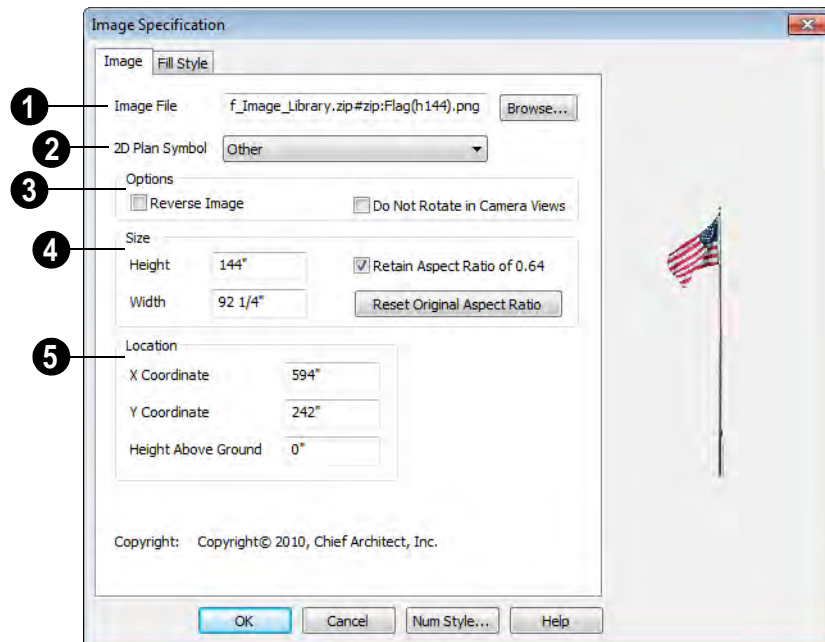 Image Specification
Image Fill Style
1 Image File f_Image_Library.zip#zip:Flag(h144).png Browse...
2 2D Plan Symbol Other
3 Options
Reverse Image Do Not Rotate in Camera Views
4 Size
Height 144" Retain Aspect Ratio of 0.64
Width 92 1/4" Reset Original Aspect Ratio
5 Location
X Coordinate 594"
Y Coordinate 242"
Height Above Ground 0"
Copyright: Copyright© 2010, Chief Architect, Inc.
OK Cancel Num Style... Help